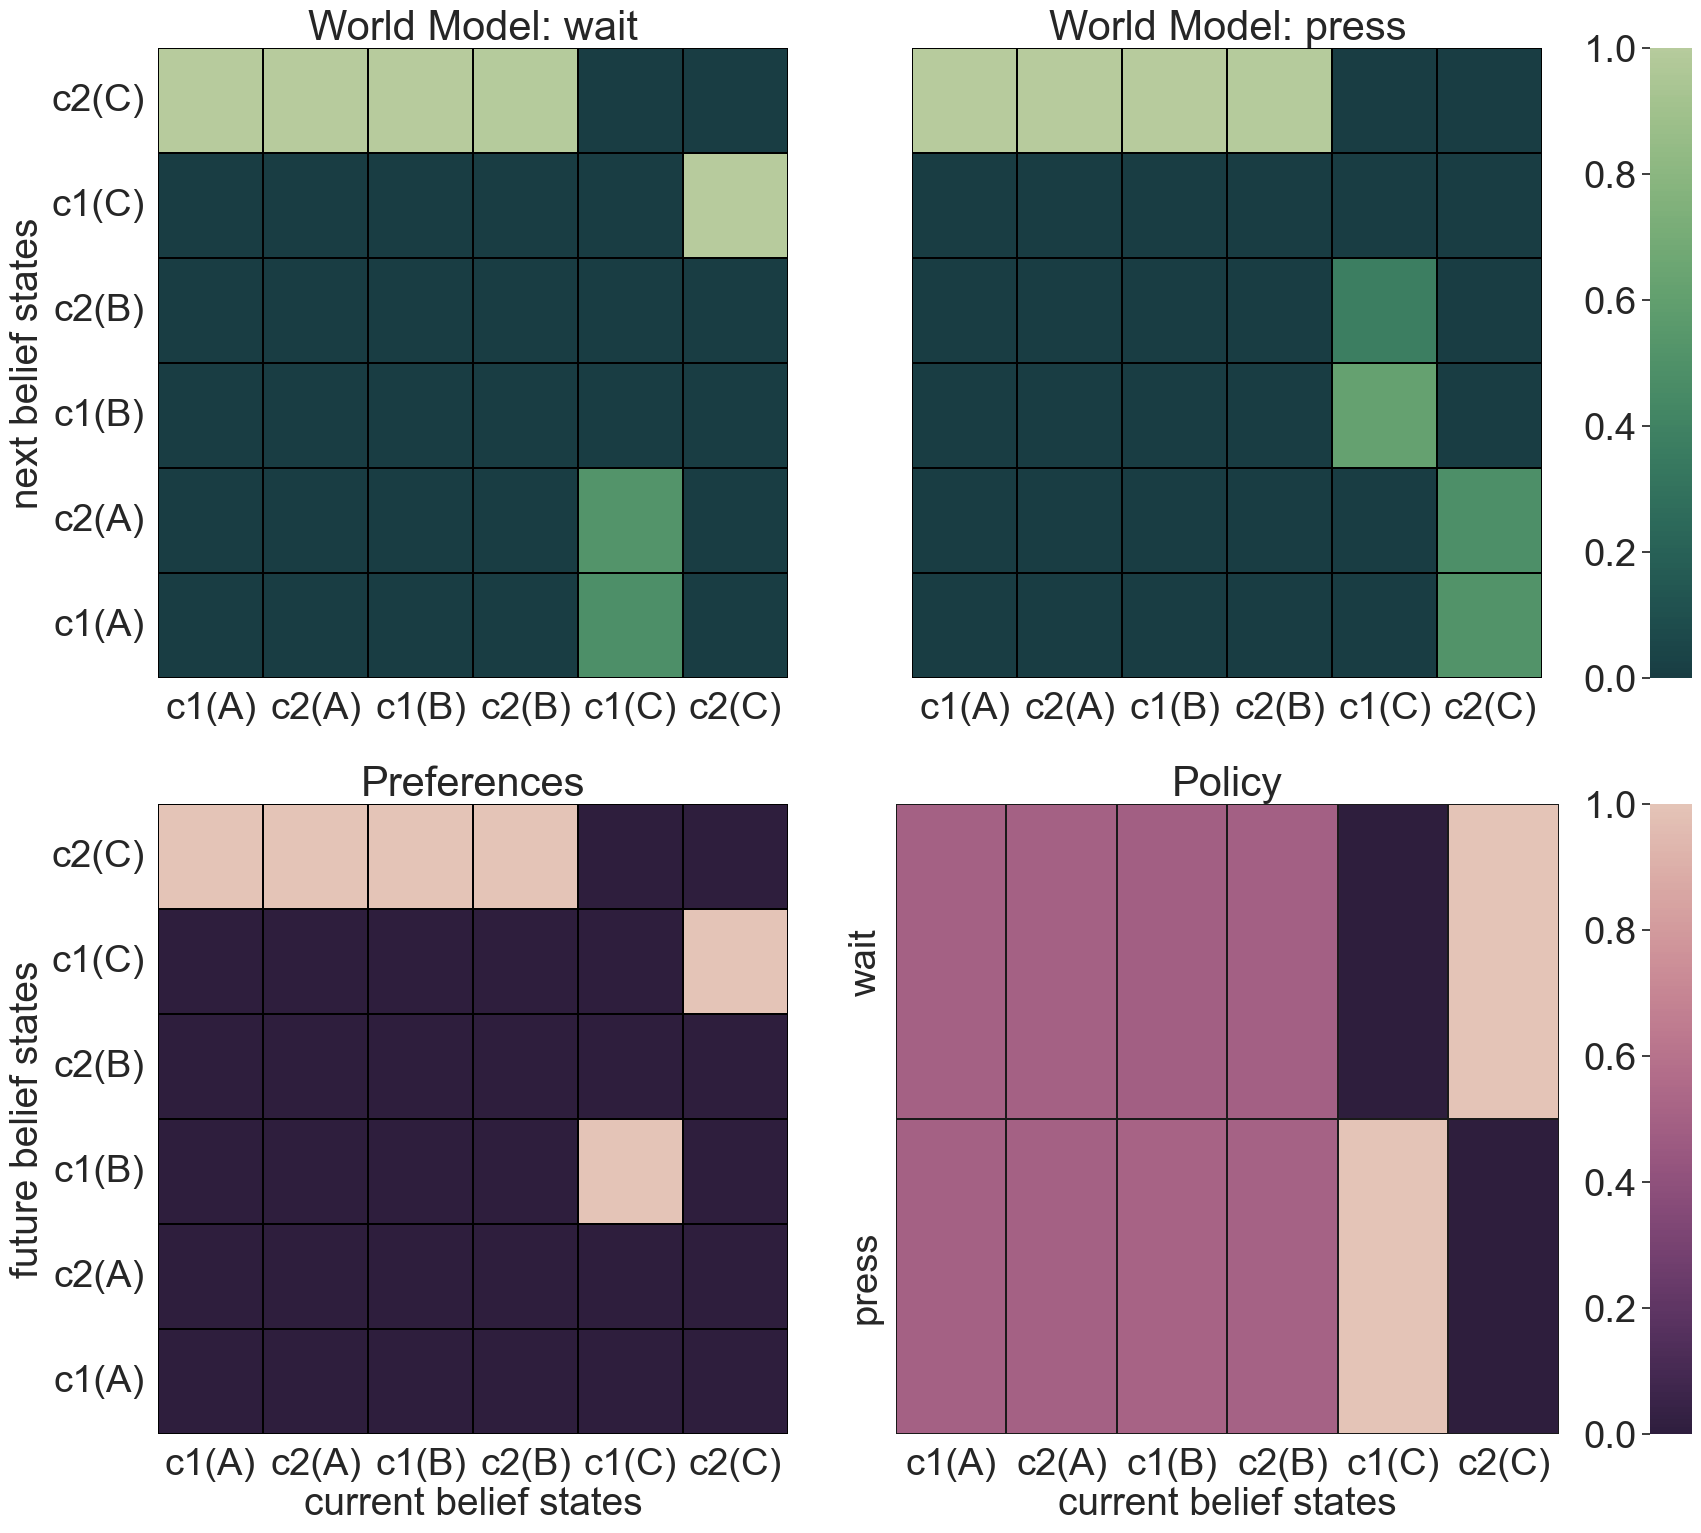 World Model: wait
World Model: press
next belief states
c2(C)
c1(C)
c2(B)
c1(B)
c2(A)
c1(A)
c1(A) c2(A) c1(B) c2(B) c1(C) c2(C)
c1(A) c2(A) c1(B) c2(B) c1(C) c2(C)
1.0
0.8
0.6
0.4
0.2
0.0
Preferences
Policy
future belief states
c2(C)
c1(C)
c2(B)
c1(B)
c2(A)
c1(A)
c1(A) c2(A) c1(B) c2(B) c1(C) c2(C)
current belief states
wait
press
c1(A) c2(A) c1(B) c2(B) c1(C) c2(C)
current belief states
1.0
0.8
0.6
0.4
0.2
0.0